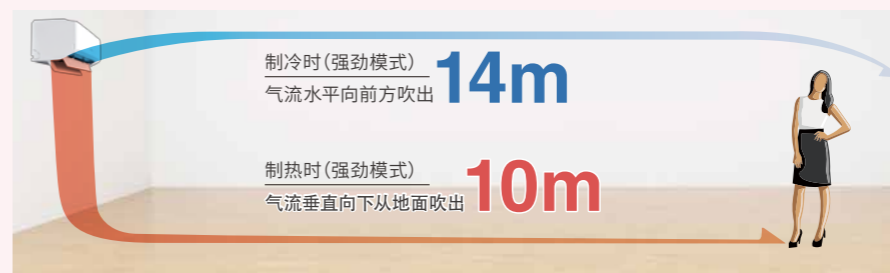 制冷时(强劲模式)
气流水平向前方吹出
14m
制热时(强劲模式)
气流垂直向下从地面吹出
10m